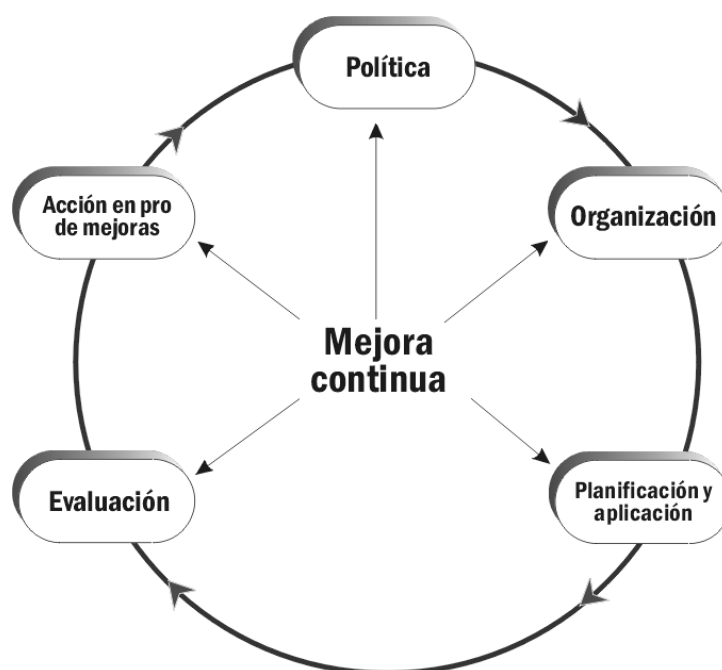 Política
Acción en pro
de mejoras
Organización
Mejora
continua
Evaluación
Planificación y
aplicación